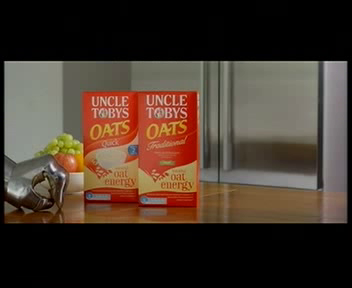 UNCLE
TOBYS
OATS
Quick
oat
energy
UNCLE
TOBYS
OATS
Traditional
oat
energy